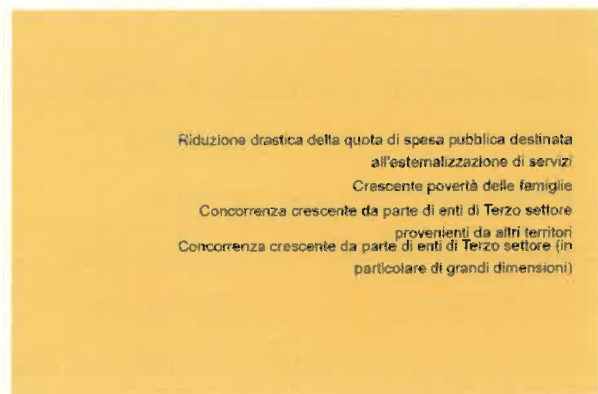 Riduzione drastica della quota di spesa pubblica destinata
all'esternalizzazione di servizi
Crescente povertà delle famiglie
Concorrenza crescente da parte di enti di Terzo settore
provenienti da altri territori
Concorrenza crescente da parte di enti di Terzo settore (in
particolare di grandi dimensioni)